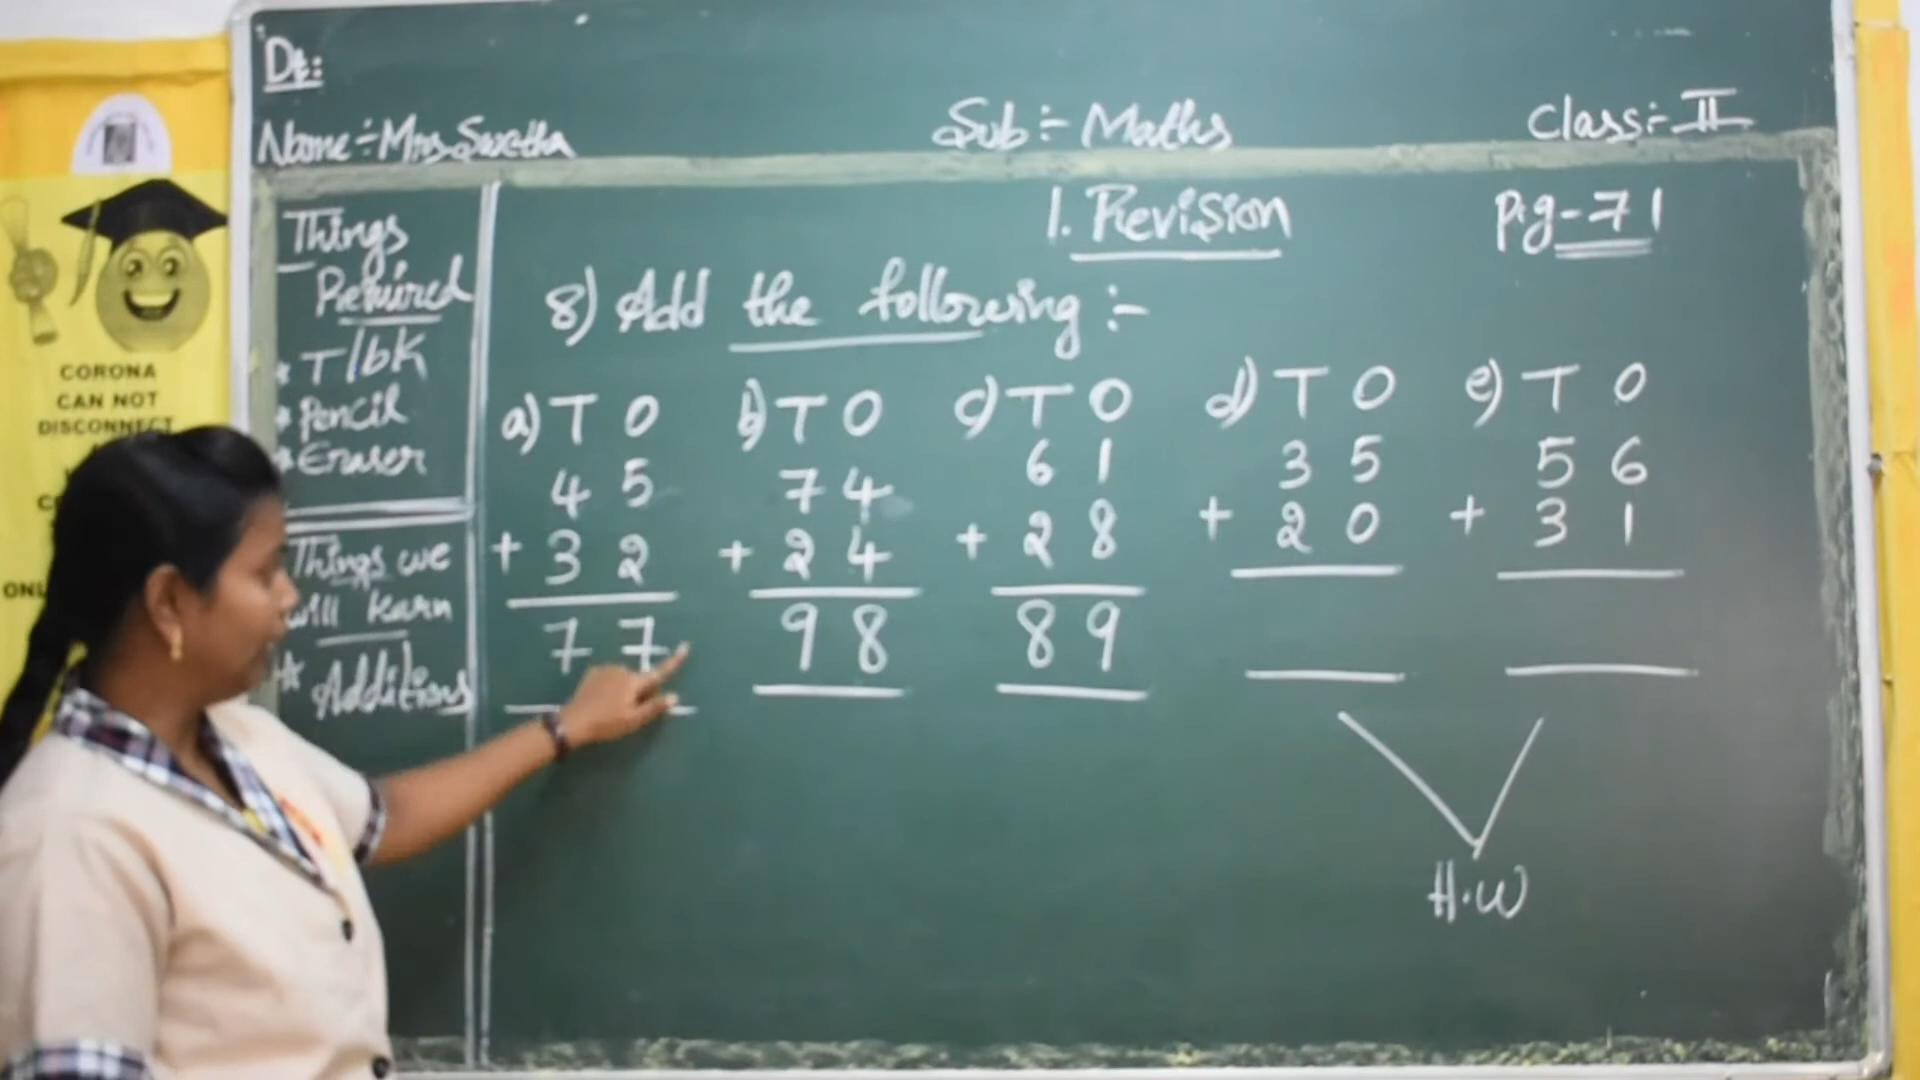 Dt:
Name:- Mrs. Swetha
Sub:- Maths
Class:- II
1. Revision
Pg-71
Things
Required
* T/bk
* Pencil
* Eraser
Things we
will learn
* Additions
8) Add the following :-
a) T O
4 5
+ 3 2
7 7
b) T O
7 4
+ 2 4
9 8
c) T O
6 1
+ 2 8
8 9
d) T O
3 5
+ 2 0
e) T O
5 6
+ 3 1
H.W
CORONA
CAN NOT
DISCONNECT